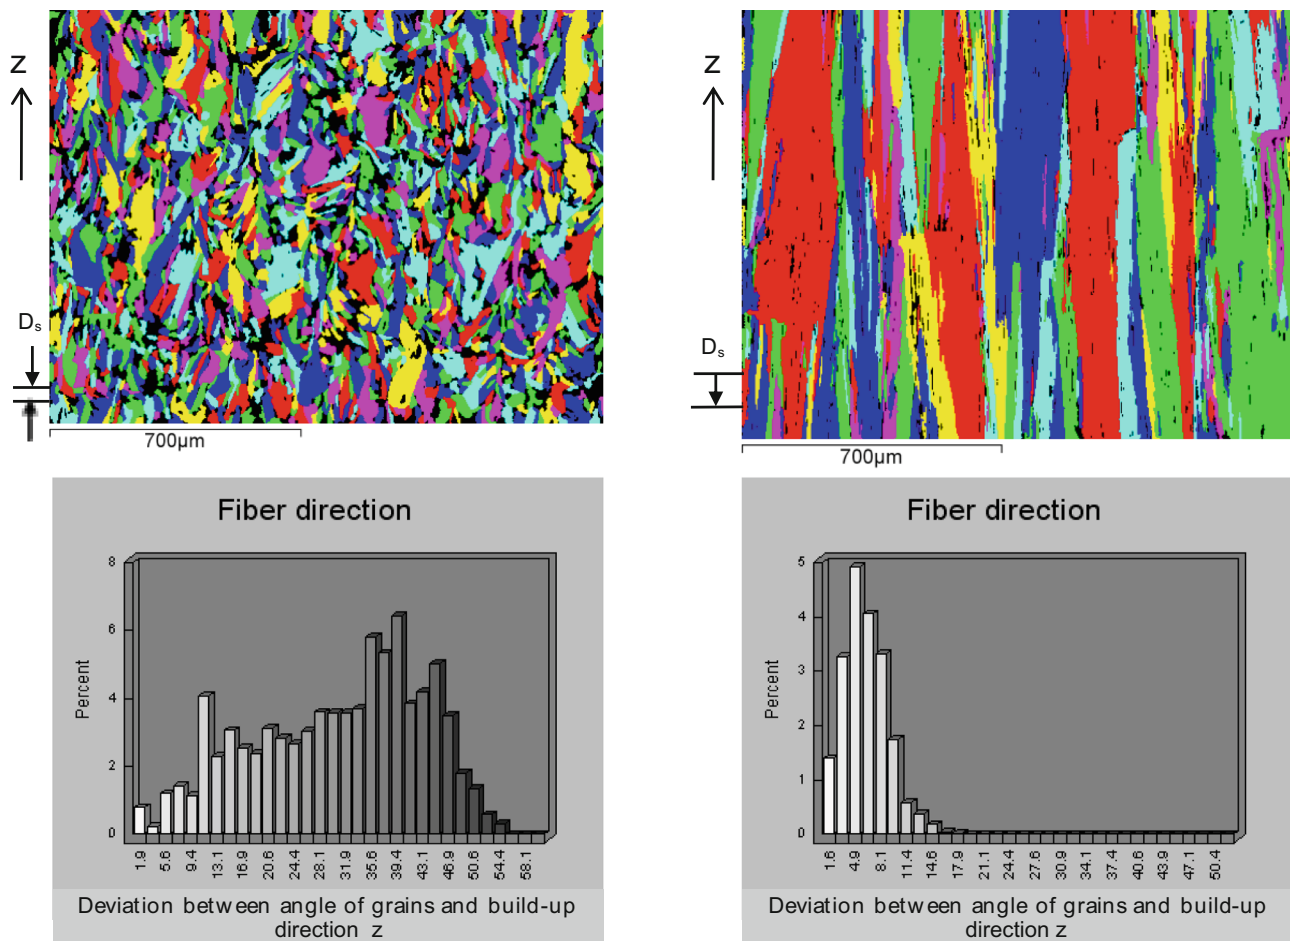 Z
Dₛ
700µm
Z
Dₛ
700µm
Fiber direction
8
6
4
2
0
Percent
1.9 5.6 9.4 13.1 16.9 20.6 24.4 28.1 31.9 35.6 39.4 43.1 46.9 50.6 54.4 58.1
Deviation between angle of grains and build-up
direction z
Fiber direction
5
4
3
2
1
0
Percent
1.6 4.9 8.1 11.4 14.6 17.9 21.1 24.4 27.6 30.9 34.1 37.4 40.6 43.9 47.1 50.4
Deviation between angle of grains and build-up
direction z